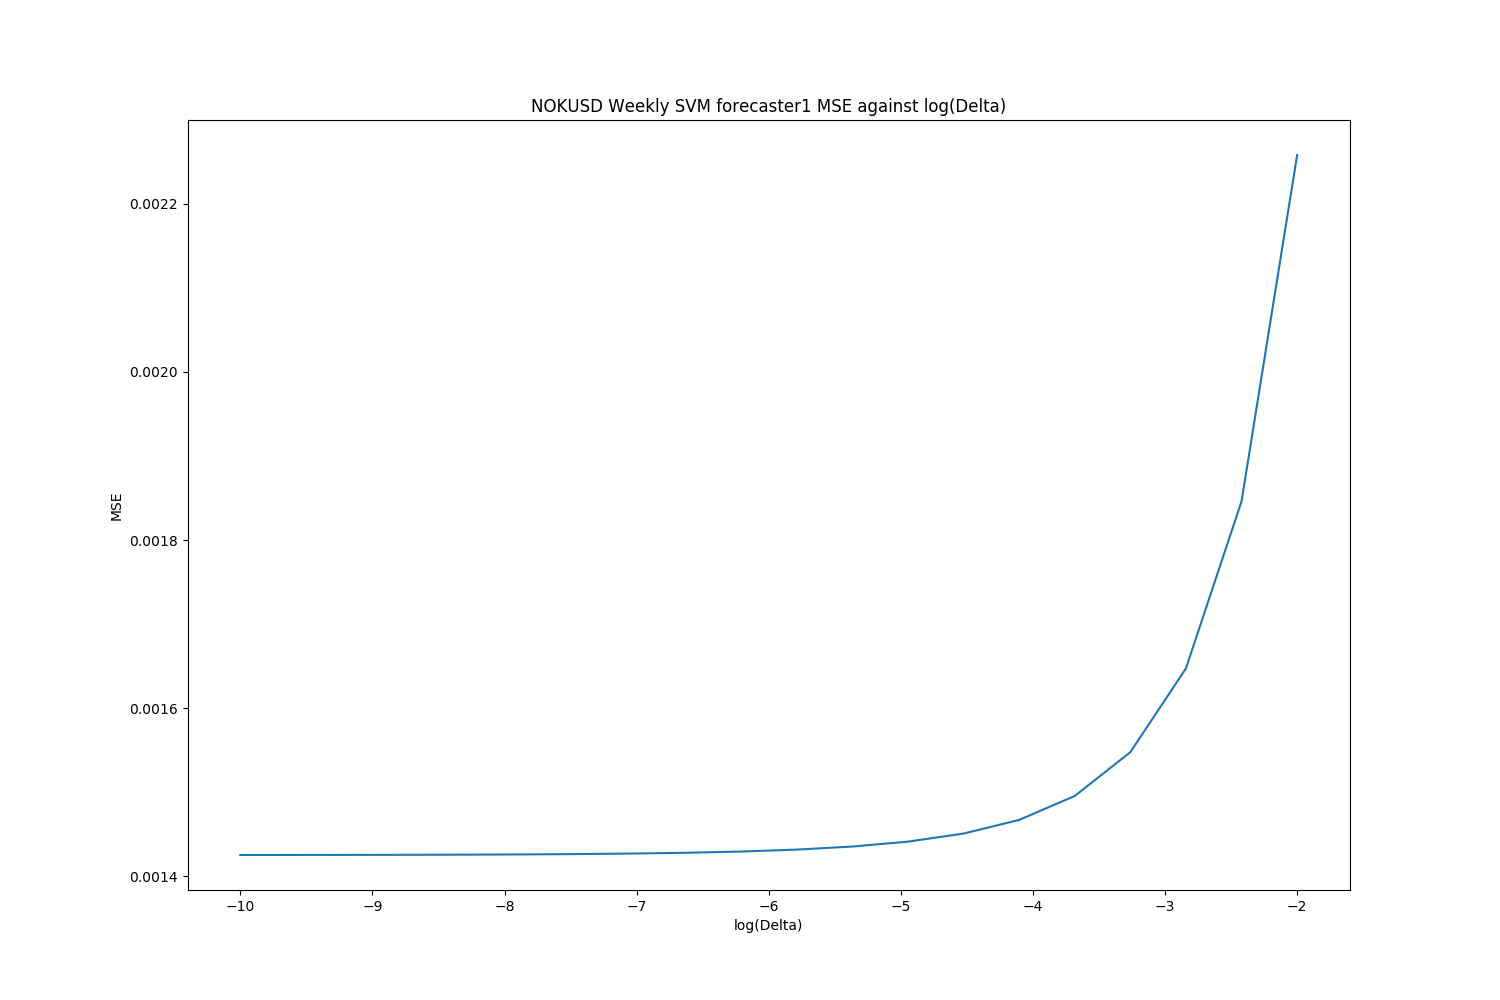 NOKUSD Weekly SVM forecaster1 MSE against log(Delta)
0.0022
0.0020
0.0018
MSE
0.0016
0.0014
−10 −9 −8 −7 −6 −5 −4 −3 −2
log(Delta)